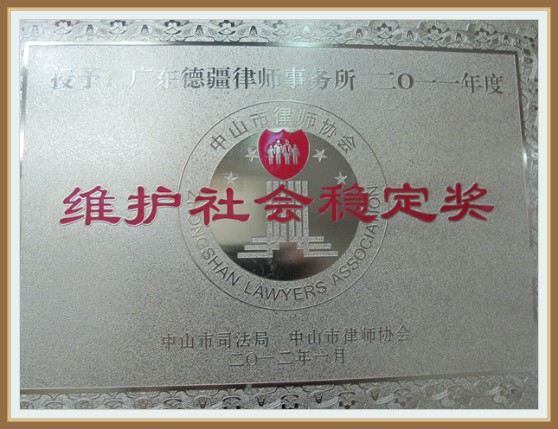 授予：广东德疆律师事务所 二〇一一年度
中山市律师协会
维护社会稳定奖
ZHONGSHAN LAWYERS ASSOCIATION
中山市司法局 中山市律师协会
二〇一二年一月